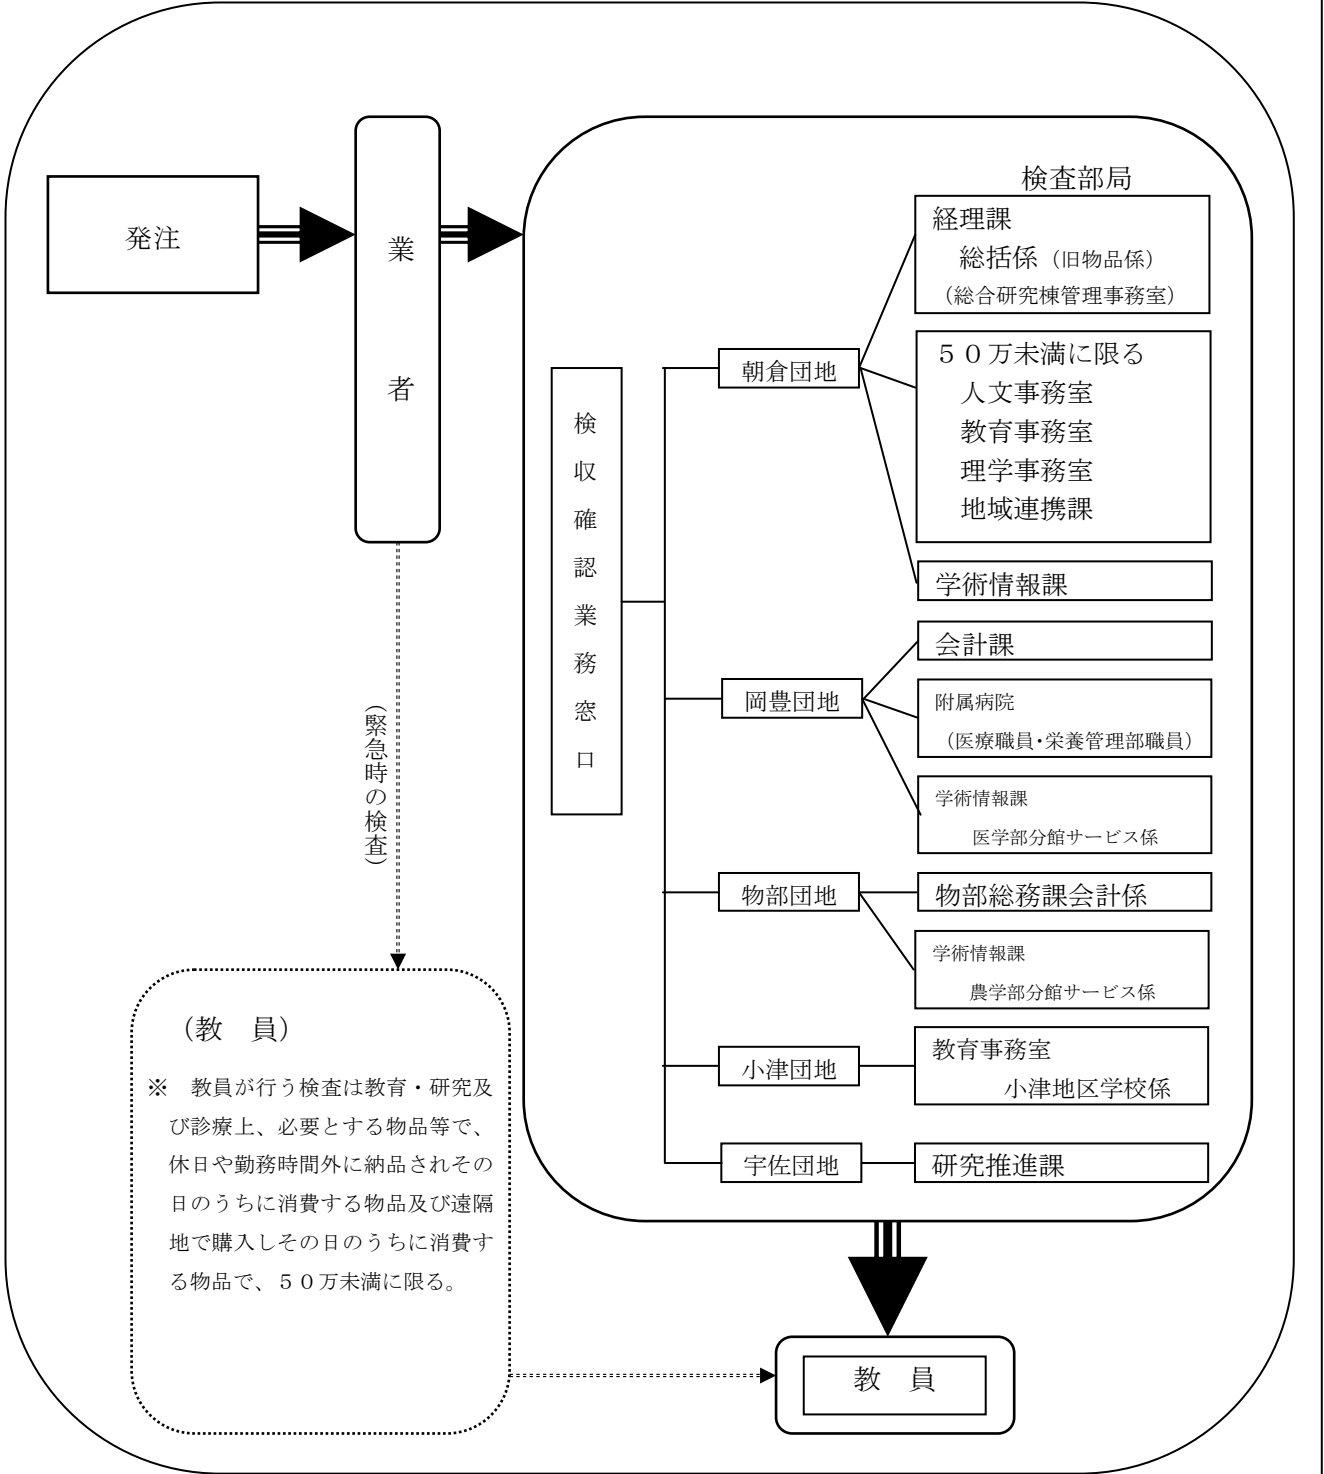 発注
業者
検収確認業務窓口
検査部局
朝倉団地
経理課
総括係（旧物品係）
（総合研究棟管理事務室）
５０万未満に限る
人文事務室
教育事務室
理学事務室
地域連携課
学術情報課
岡豊団地
会計課
附属病院
（医療職員・栄養管理部職員）
学術情報課
医学部分館サービス係
物部団地
物部総務課会計係
学術情報課
農学部分館サービス係
小津団地
教育事務室
小津地区学校係
宇佐団地
研究推進課
（緊急時の検査）
（教　員）
※　教員が行う検査は教育・研究及
び診療上、必要とする物品等で、
休日や勤務時間外に納品されその
日のうちに消費する物品及び遠隔
地で購入しその日のうちに消費す
る物品で、５０万未満に限る。
教　員